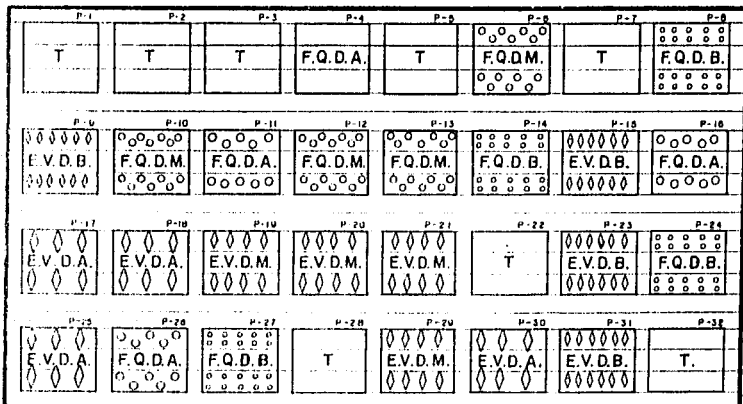 P-1 P-2 P-3 P-4 P-5 P-6 P-7 P-8
T T T F.Q.D.A. T F.Q.D.M. T F.Q.D.B.
P-9 P-10 P-11 P-12 P-13 P-14 P-15 P-16
E.V.D.B. F.Q.D.M. F.Q.D.A. F.Q.D.M. F.Q.D.M. F.Q.D.B. E.V.D.B. F.Q.D.A.
P-17 P-18 P-19 P-20 P-21 P-22 P-23 P-24
E.V.D.A. E.V.D.A. E.V.D.M. E.V.D.M. E.V.D.M. T E.V.D.B. F.Q.D.B.
P-25 P-26 P-27 P-28 P-29 P-30 P-31 P-32
E.V.D.A. F.Q.D.A. F.Q.D.B. T E.V.D.M. E.V.D.A. E.V.D.B. T.